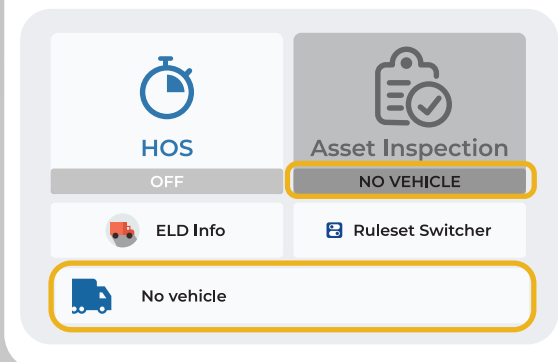 HOS
OFF
Asset Inspection
NO VEHICLE
ELD Info
Ruleset Switcher
No vehicle